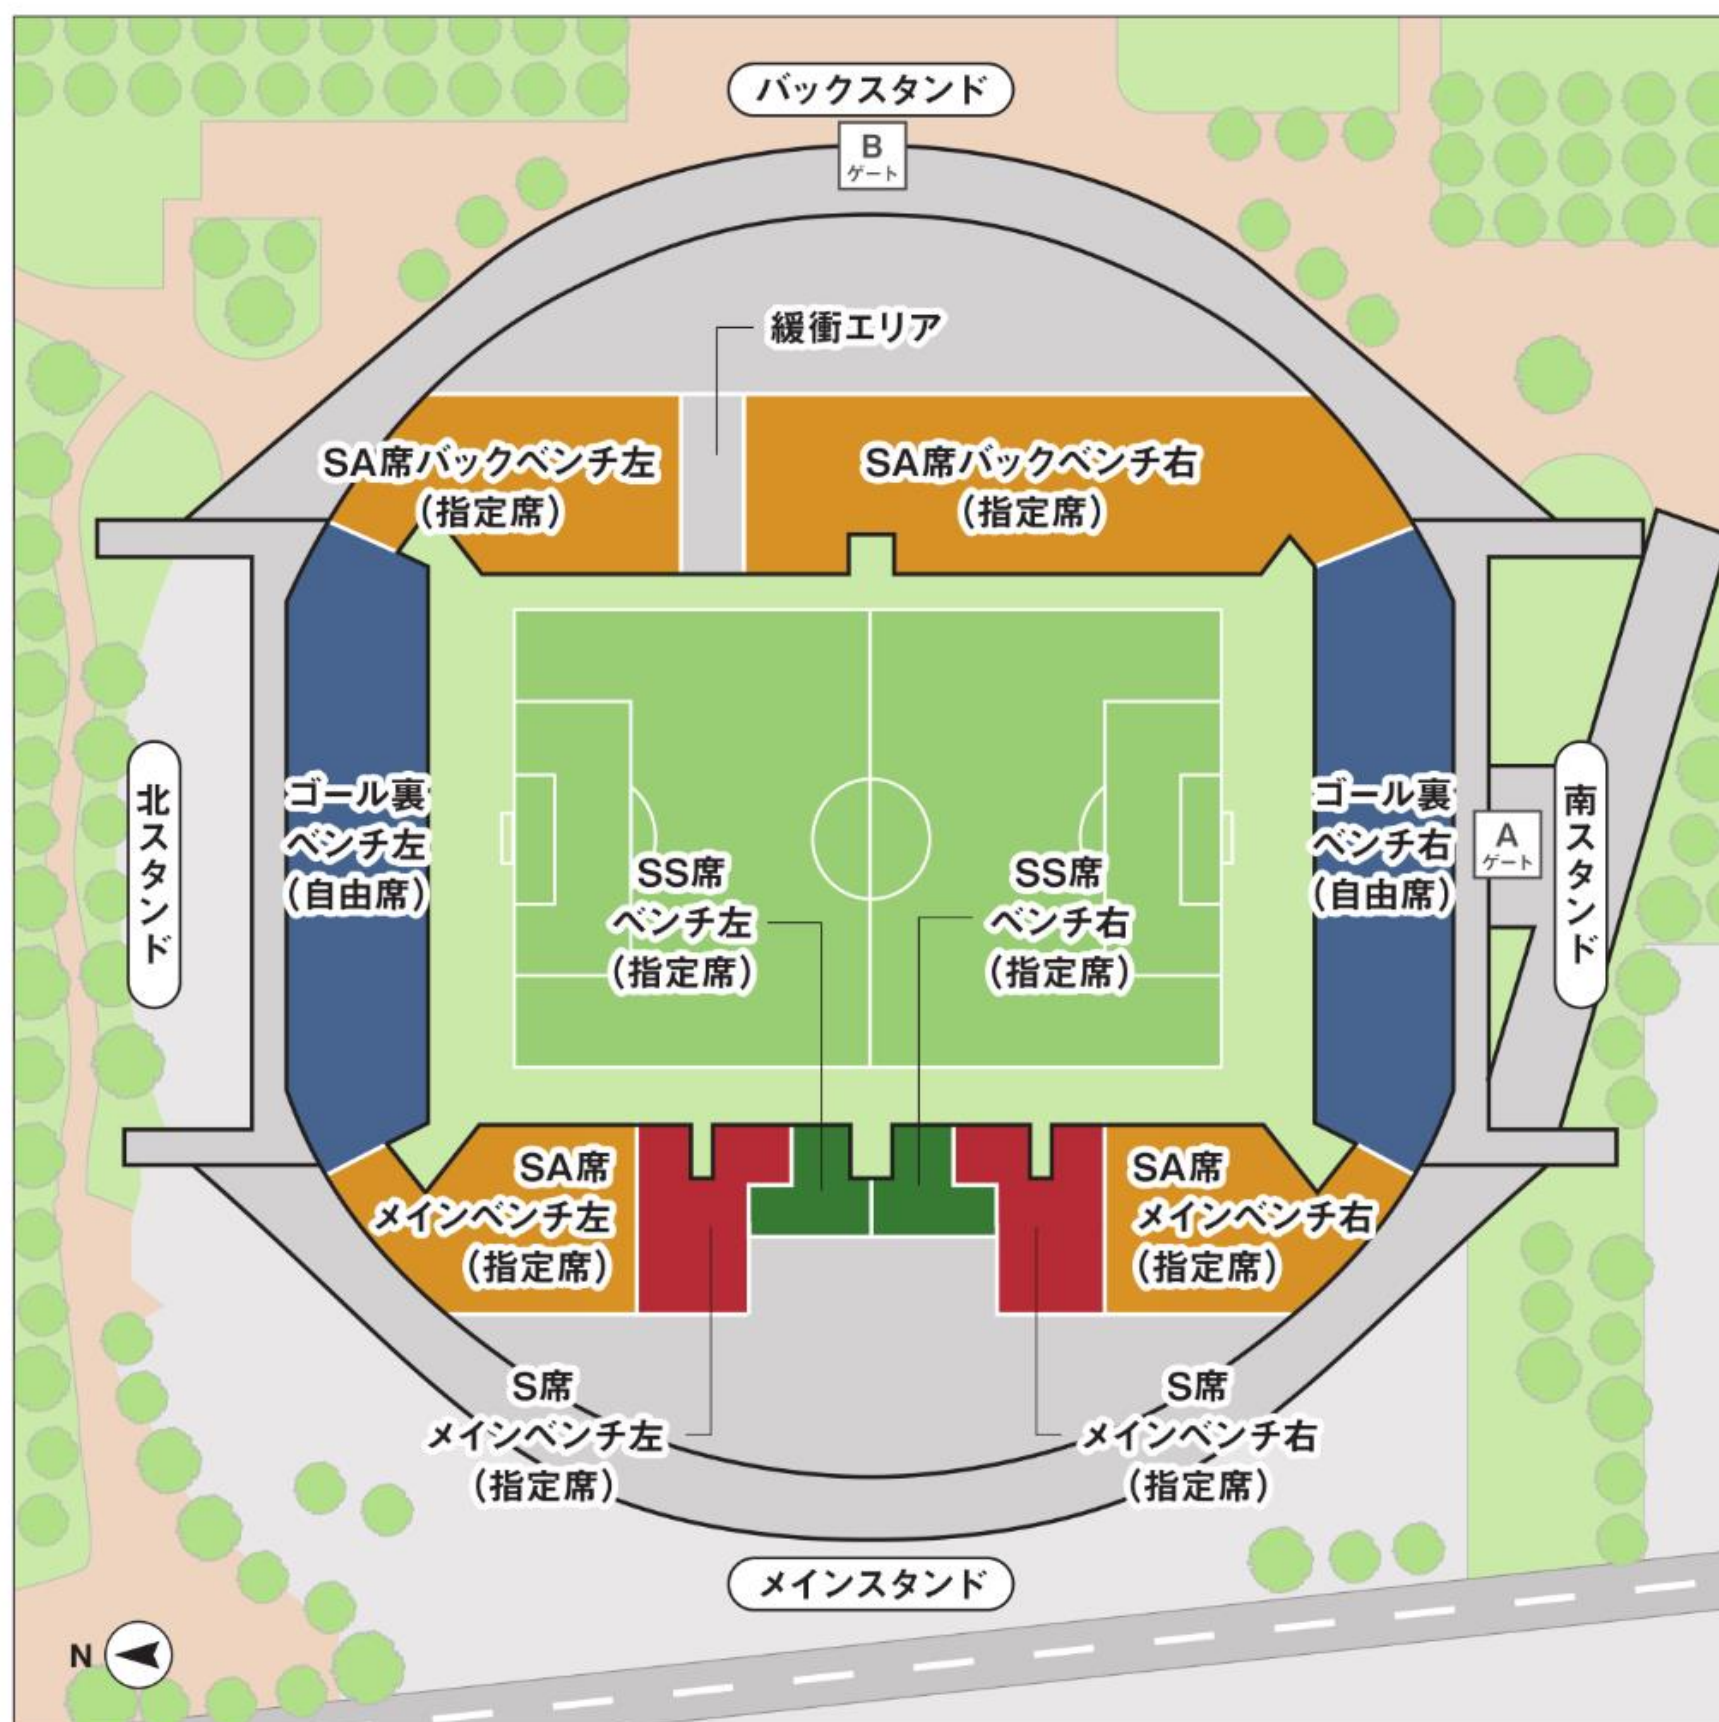 バックスタンド
B
ゲート
緩衝エリア
SA席バックベンチ左
(指定席)
SA席バックベンチ右
(指定席)
北スタンド
ゴール裏
ベンチ左
(自由席)
SS席
ベンチ左
(指定席)
SS席
ベンチ右
(指定席)
ゴール裏
ベンチ右
(自由席)
A
ゲート
南スタンド
SA席
メインベンチ左
(指定席)
SA席
メインベンチ右
(指定席)
S席
メインベンチ左
(指定席)
S席
メインベンチ右
(指定席)
メインスタンド
N